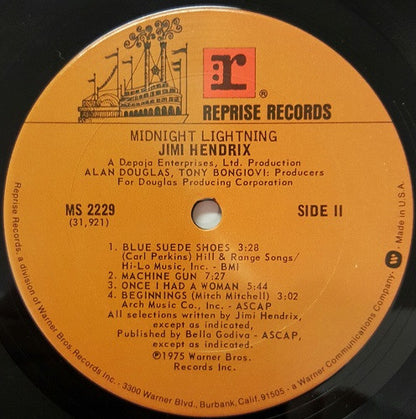 r ®
REPRISE RECORDS
MIDNIGHT LIGHTNING
JIMI HENDRIX
A Depaja Enterprises, Ltd. Production
ALAN DOUGLAS, TONY BONGIOVI: Producers
For Douglas Producing Corporation
MS 2229
(31,921)
SIDE II
1. BLUE SUEDE SHOES 3:28
(Carl Perkins) Hill & Range Songs/
Hi-Lo Music, Inc. - BMI
2. MACHINE GUN 7:27
3. ONCE I HAD A WOMAN 5:44
4. BEGINNINGS (Mitch Mitchell) 3:02
Arch Music Co., Inc. - ASCAP
All selections written by Jimi Hendrix,
except as indicated,
Published by Bella Godiva - ASCAP,
except as indicated.
℗1975 Warner Bros.
Records Inc.
Reprise Records, a division of Warner Bros. Records Inc. · 3300 Warner Blvd., Burbank, Calif. 91505 · a Warner Communications Company · W · Made in U.S.A.